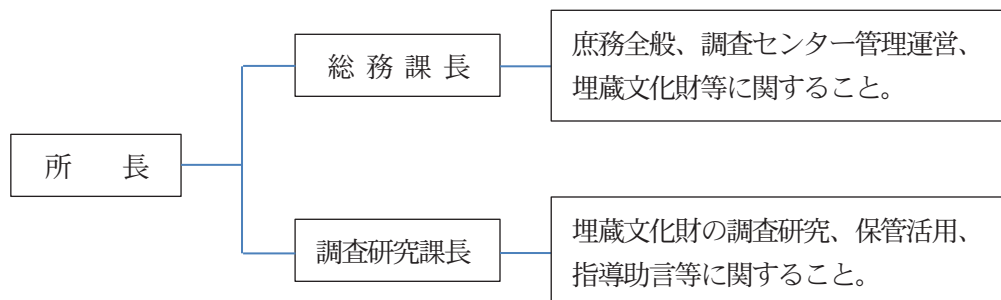 所　　長
総 務 課 長
庶務全般、調査センター管理運営、
埋蔵文化財等に関すること。
調査研究課長
埋蔵文化財の調査研究、保管活用、
指導助言等に関すること。